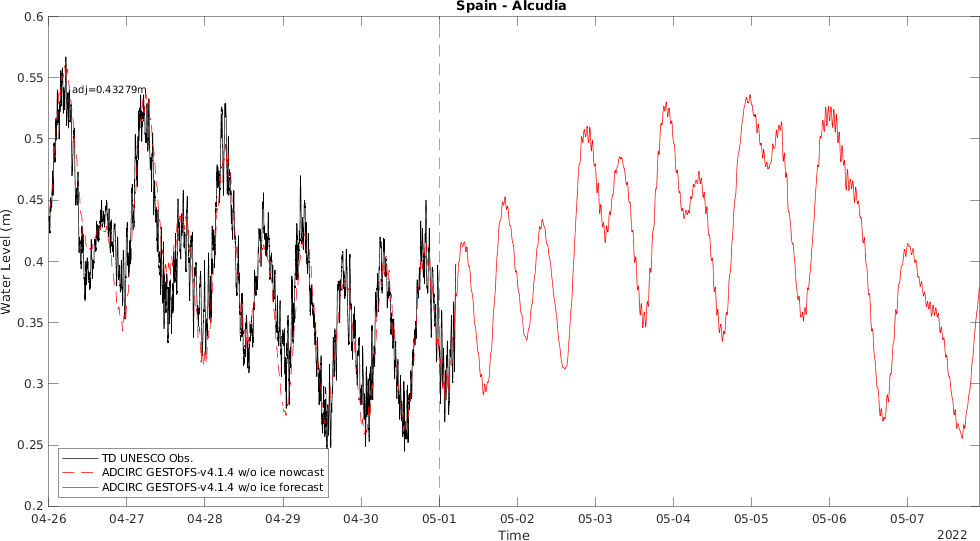 Spain - Alcudia
0.6
0.55
0.5
0.45
0.4
0.35
0.3
0.25
0.2
Water Level (m)
adj=0.43279m
TD UNESCO Obs.
ADCIRC GESTOFS-v4.1.4 w/o ice nowcast
ADCIRC GESTOFS-v4.1.4 w/o ice forecast
04-26 04-27 04-28 04-29 04-30 05-01 05-02 05-03 05-04 05-05 05-06 05-07
Time
2022